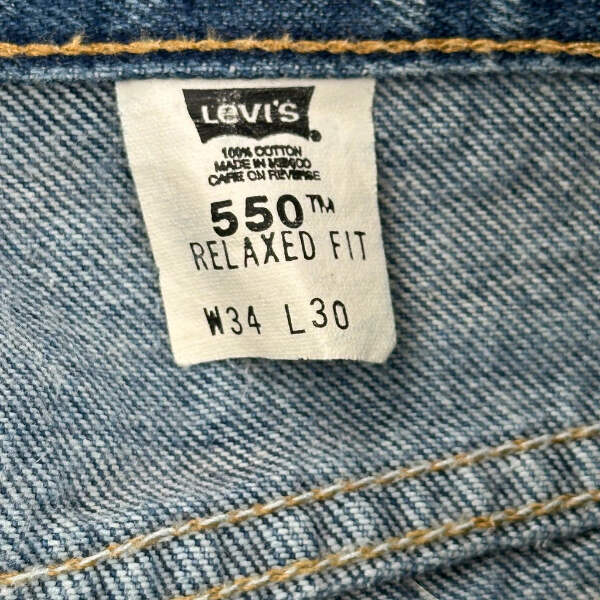 LEVI'S
®
100% COTTON
MADE IN MEXICO
CARE ON REVERSE
550™
RELAXED FIT
W34 L30